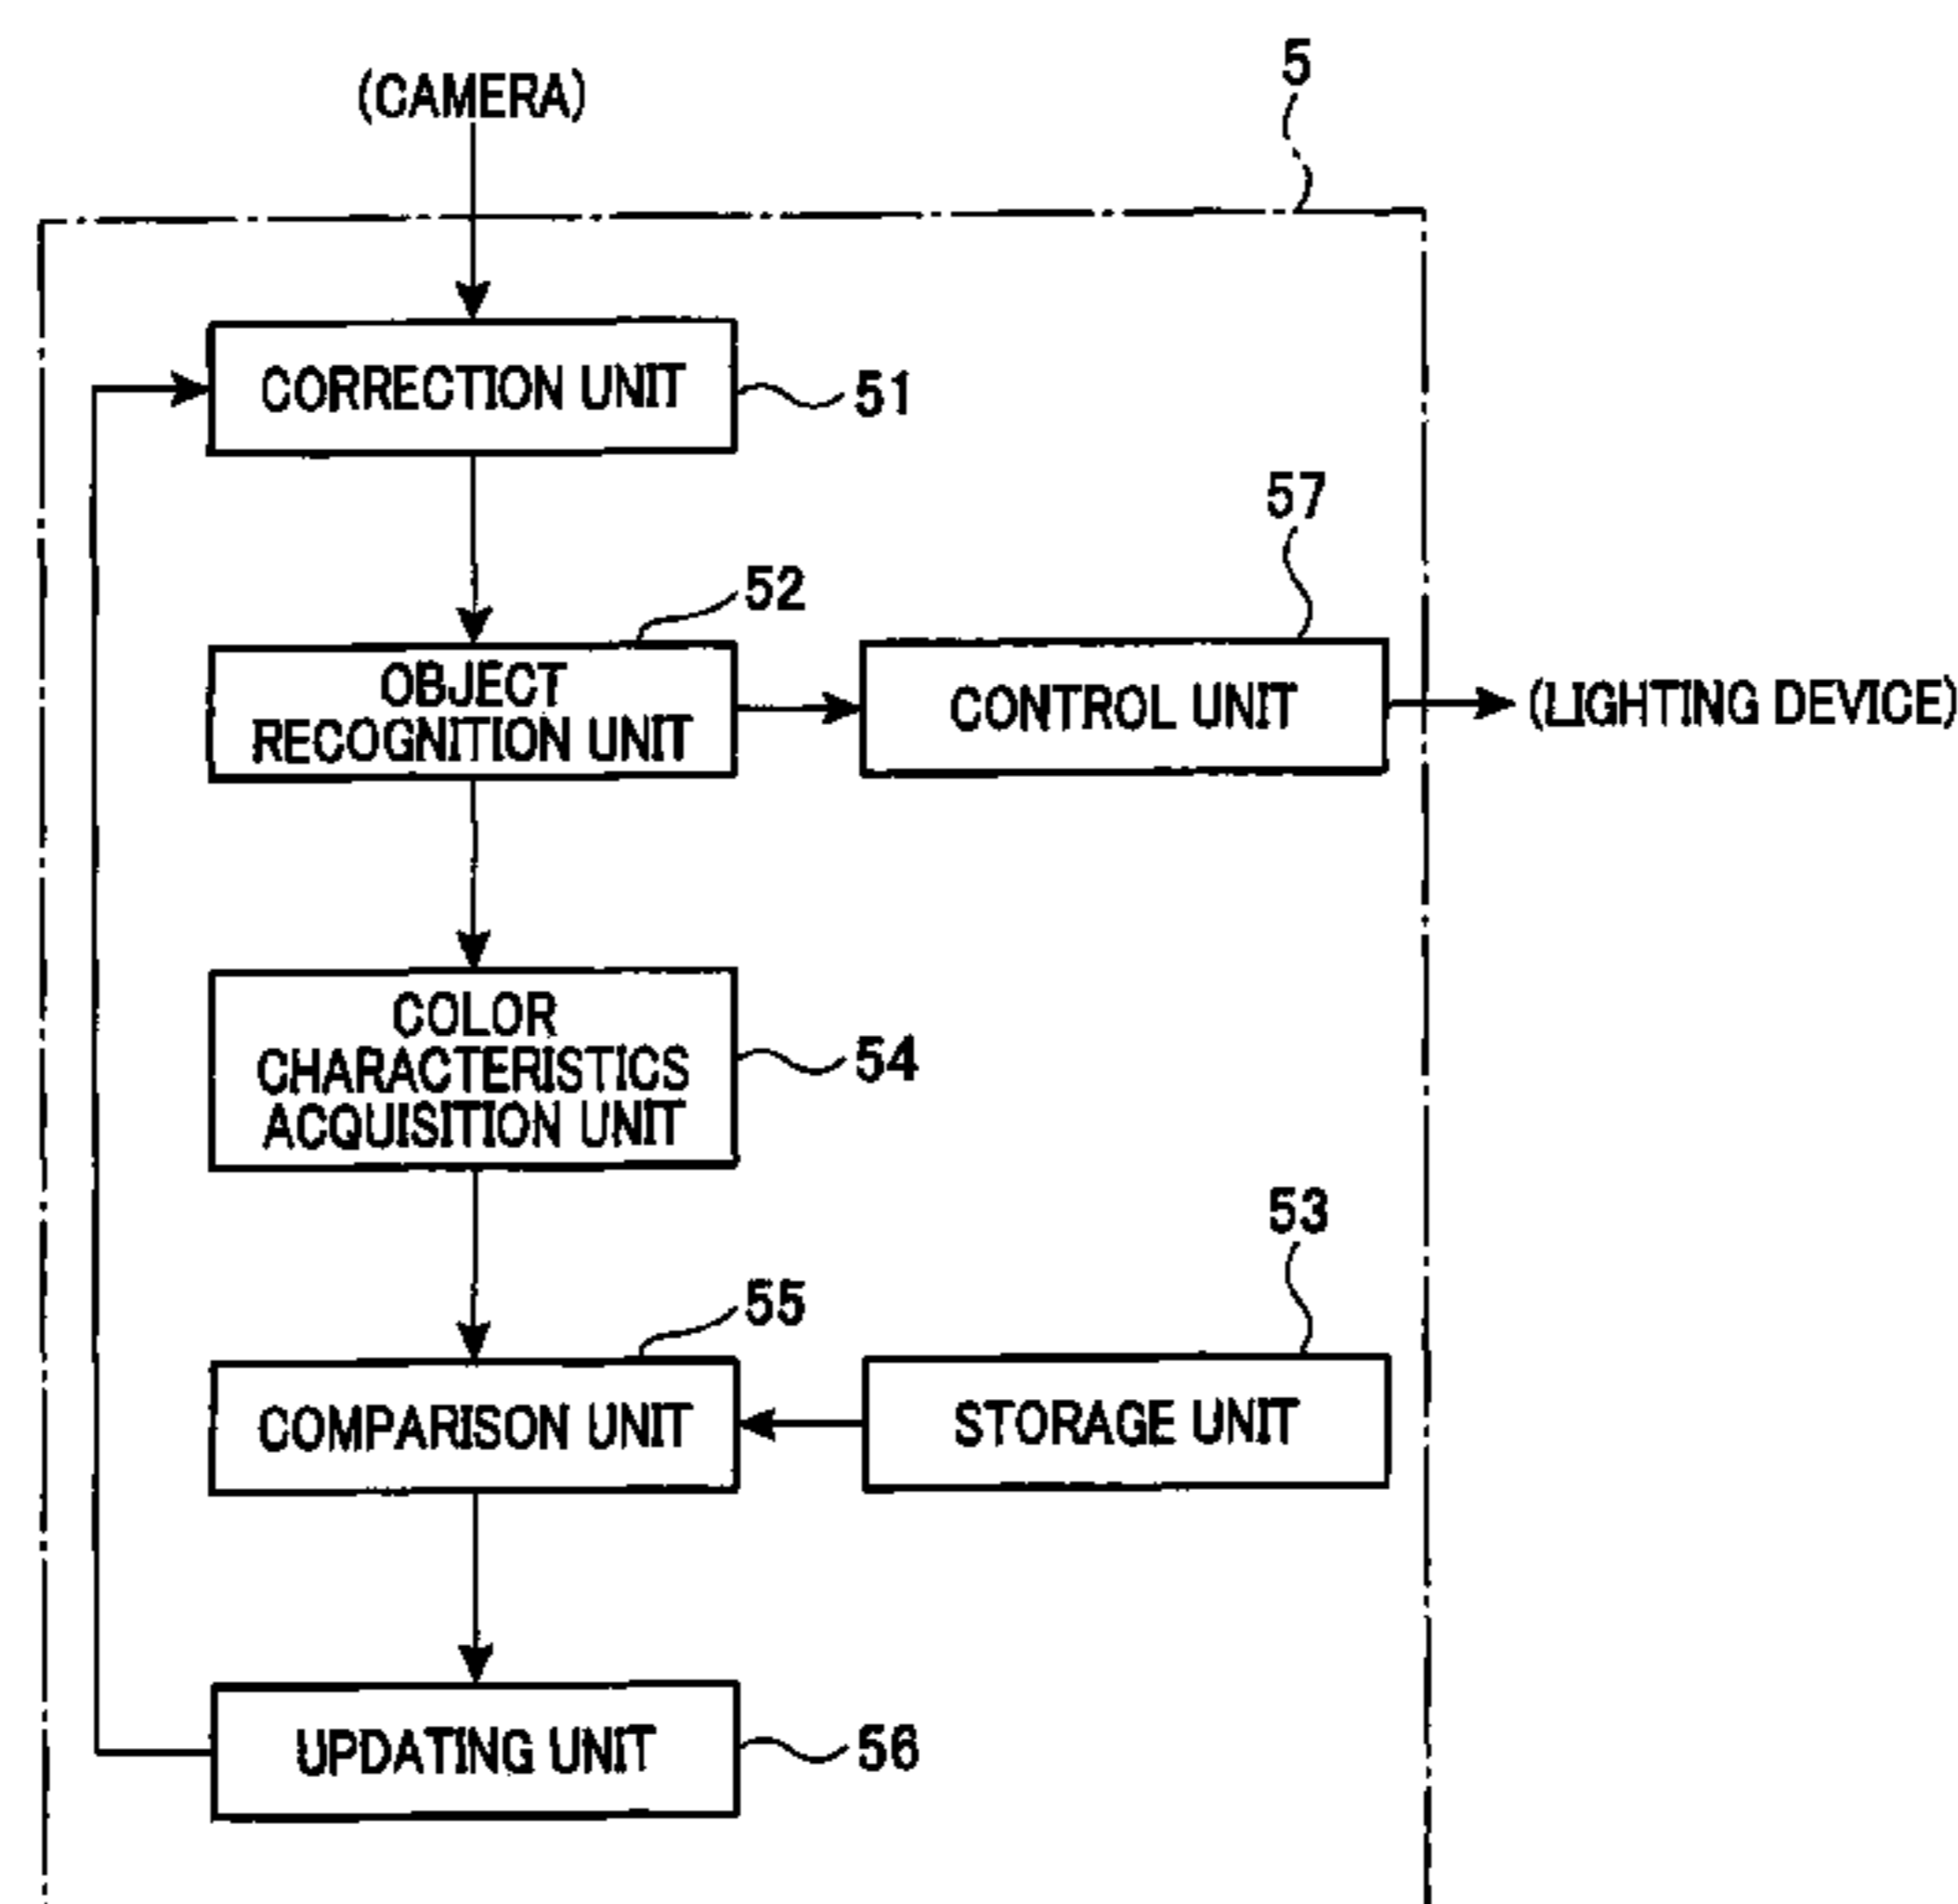 5
(CAMERA)
CORRECTION UNIT
51
57
52
OBJECT
RECOGNITION UNIT
CONTROL UNIT
(LIGHTING DEVICE)
COLOR
CHARACTERISTICS
ACQUISITION UNIT
54
53
55
COMPARISON UNIT
STORAGE UNIT
UPDATING UNIT
56